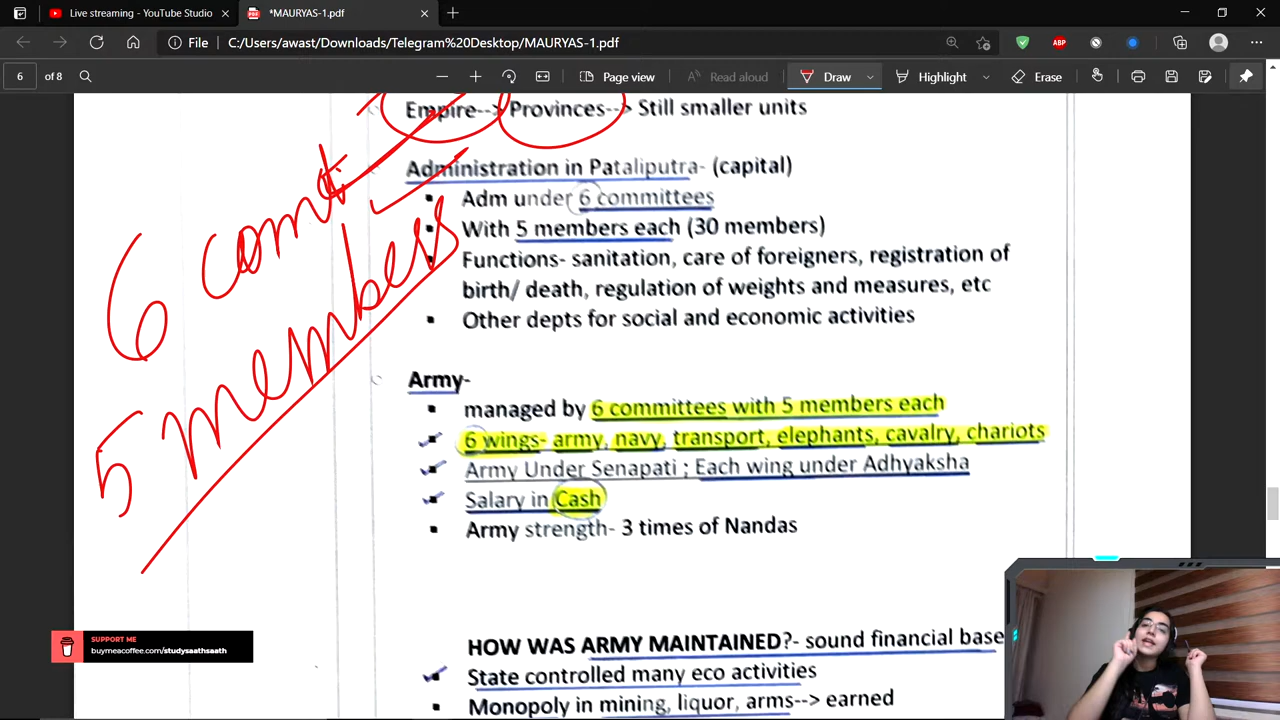 Live streaming - YouTube Studio
*MAURYAS-1.pdf
File
C:/Users/awast/Downloads/Telegram%20Desktop/MAURYAS-1.pdf
ABP
6 of 8
Page view
Read aloud
Draw
Highlight
Erase
Empire--> Provinces--> Still smaller units
Administration in Pataliputra- (capital)
Adm under 6 committees
With 5 members each (30 members)
Functions- sanitation, care of foreigners, registration of
birth/ death, regulation of weights and measures, etc
Other depts for social and economic activities
6 comt
5 members
Army-
managed by 6 committees with 5 members each
6 wings- army, navy, transport, elephants, cavalry, chariots
Army Under Senapati ; Each wing under Adhyaksha
Salary in Cash
Army strength- 3 times of Nandas
HOW WAS ARMY MAINTAINED?- sound financial base
State controlled many eco activities
Monopoly in mining, liquor, arms--> earned
SUPPORT ME
buymeacoffee.com/studysaathsaath